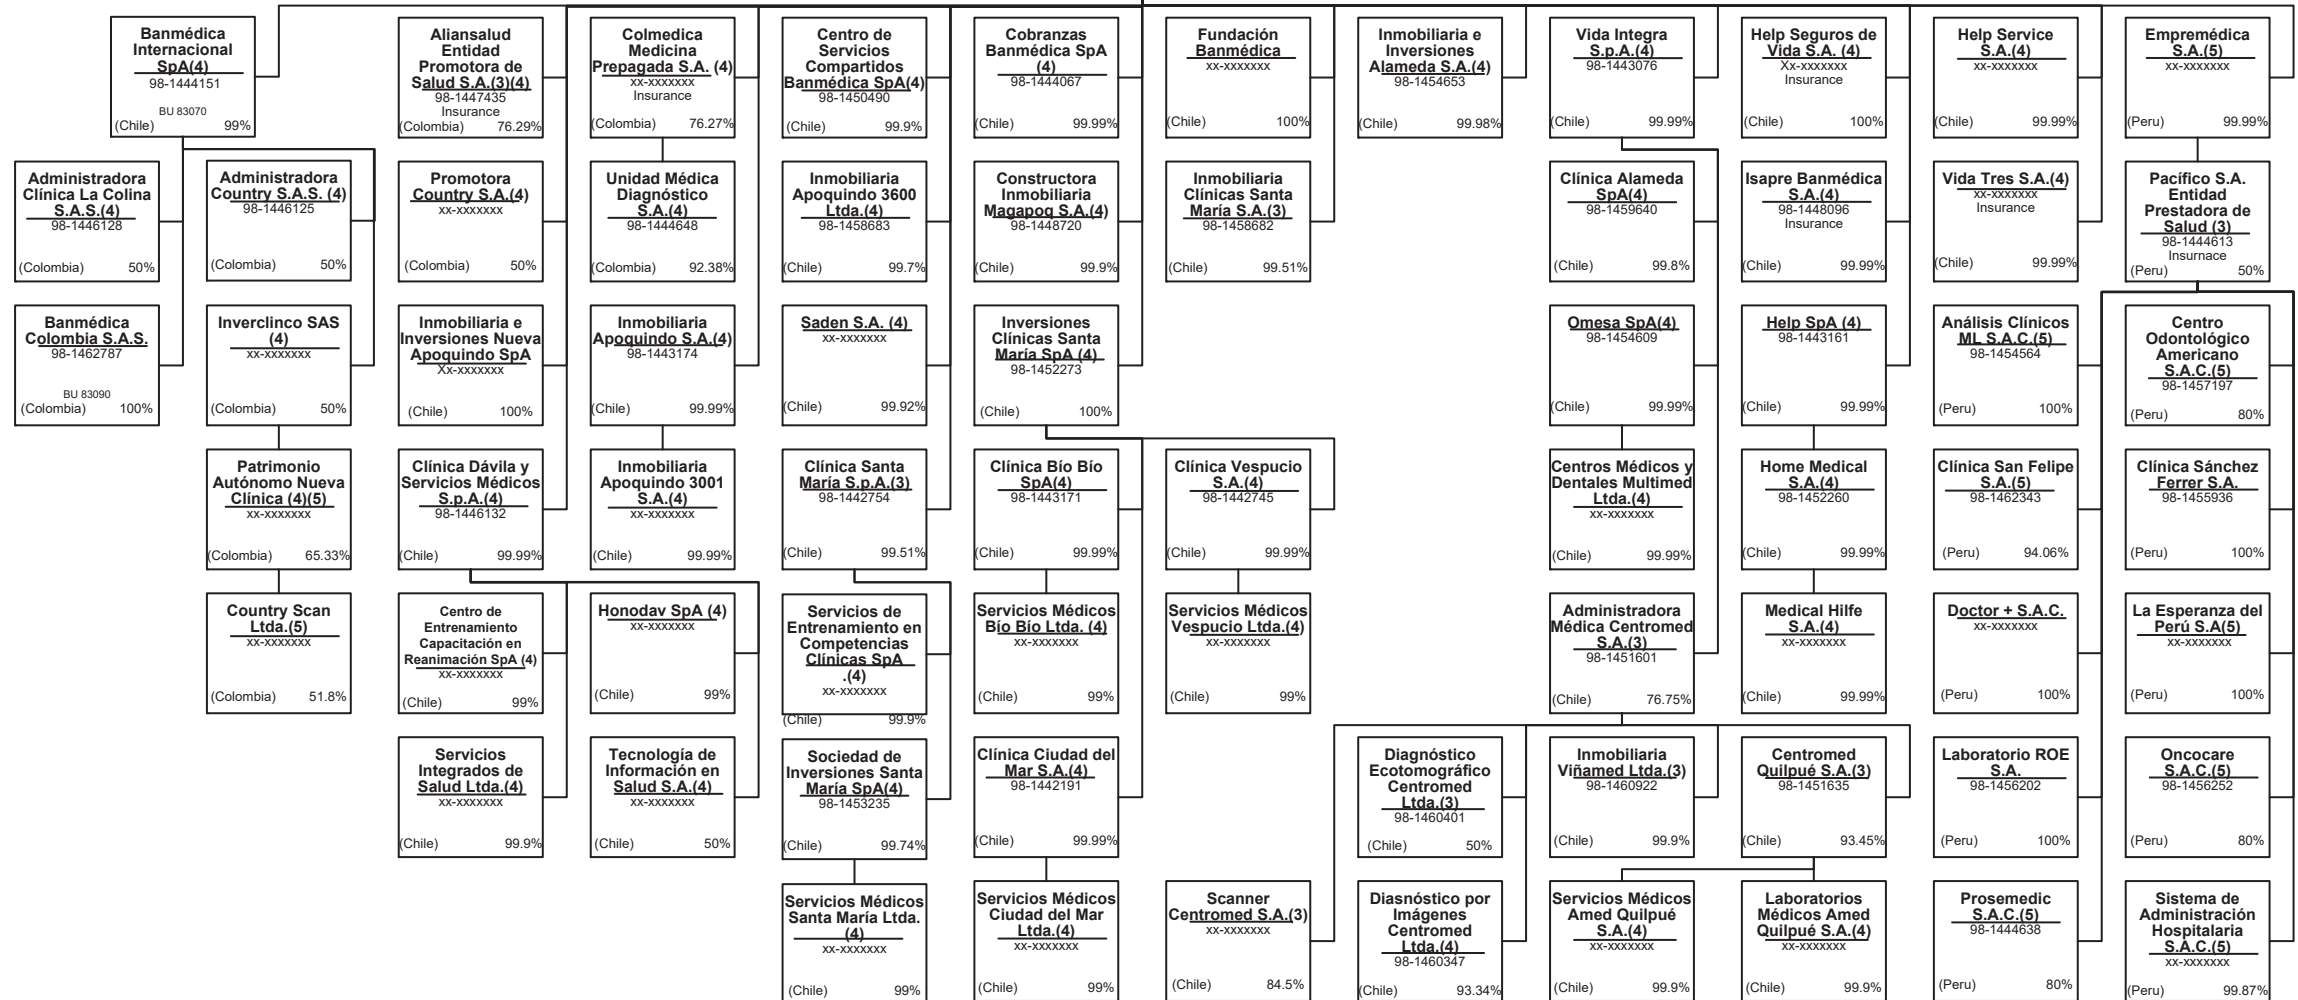 Banmédica
Internacional
SpA(4)
98-1444151
BU 83070
(Chile) 99%
Aliansalud
Entidad
Promotora de
Salud S.A.(3)(4)
98-1447435
Insurance
(Colombia) 76.29%
Colmedica
Medicina
Prepagada S.A. (4)
xx-xxxxxxx
Insurance
(Colombia) 76.27%
Centro de
Servicios
Compartidos
Banmédica SpA(4)
98-1450490
(Chile) 99.9%
Cobranzas
Banmédica SpA
(4)
98-1444067
(Chile) 99.99%
Fundación
Banmédica
xx-xxxxxxx
(Chile) 100%
Inmobiliaria e
Inversiones
Alameda S.A.(4)
98-1454653
(Chile) 99.98%
Vida Integra
S.p.A.(4)
98-1443076
(Chile) 99.99%
Help Seguros de
Vida S.A. (4)
Xx-xxxxxxx
Insurance
(Chile) 100%
Help Service
S.A.(4)
xx-xxxxxxx
(Chile) 99.99%
Empremédica
S.A.(5)
xx-xxxxxxx
(Peru) 99.99%
Administradora
Clínica La Colina
S.A.S.(4)
98-1446128
(Colombia) 50%
Administradora
Country S.A.S. (4)
98-1446125
(Colombia) 50%
Promotora
Country S.A.(4)
xx-xxxxxxx
(Colombia) 50%
Unidad Médica
Diagnóstico
S.A.(4)
98-1444648
(Colombia) 92.38%
Inmobiliaria
Apoquindo 3600
Ltda.(4)
98-1458683
(Chile) 99.7%
Constructora
Inmobiliaria
Magapoq S.A.(4)
98-1448720
(Chile) 99.9%
Inmobiliaria
Clínicas Santa
María S.A.(3)
98-1458682
(Chile) 99.51%
Clínica Alameda
SpA(4)
98-1459640
(Chile) 99.8%
Isapre Banmédica
S.A.(4)
98-1448096
Insurance
(Chile) 99.99%
Vida Tres S.A.(4)
xx-xxxxxxx
Insurance
(Chile) 99.99%
Pacífico S.A.
Entidad
Prestadora de
Salud (3)
98-1444613
Insurnace
(Peru) 50%
Banmédica
Colombia S.A.S.
98-1462787
BU 83090
(Colombia) 100%
Inverclinco SAS
(4)
xx-xxxxxxx
(Colombia) 50%
Inmobiliaria e
Inversiones Nueva
Apoquindo SpA
Xx-xxxxxxx
(Chile) 100%
Inmobiliaria
Apoquindo S.A.(4)
98-1443174
(Chile) 99.99%
Saden S.A. (4)
xx-xxxxxxx
(Chile) 99.92%
Inversiones
Clínicas Santa
María SpA (4)
98-1452273
(Chile) 100%
Omesa SpA(4)
98-1454609
(Chile) 99.99%
Help SpA (4)
98-1443161
(Chile) 99.99%
Análisis Clínicos
ML S.A.C.(5)
98-1454564
(Peru) 100%
Centro
Odontológico
Americano
S.A.C.(5)
98-1457197
(Peru) 80%
Patrimonio
Autónomo Nueva
Clínica (4)(5)
xx-xxxxxxx
(Colombia) 65.33%
Clínica Dávila y
Servicios Médicos
S.p.A.(4)
98-1446132
(Chile) 99.99%
Inmobiliaria
Apoquindo 3001
S.A.(4)
xx-xxxxxxx
(Chile) 99.99%
Clínica Santa
María S.p.A.(3)
98-1442754
(Chile) 99.51%
Clínica Bío Bío
SpA(4)
98-1443171
(Chile) 99.99%
Clínica Vespucio
S.A.(4)
98-1442745
(Chile) 99.99%
Centros Médicos y
Dentales Multimed
Ltda.(4)
xx-xxxxxxx
(Chile) 99.99%
Home Medical
S.A.(4)
98-1452260
(Chile) 99.99%
Clínica San Felipe
S.A.(5)
98-1462343
(Peru) 94.06%
Clínica Sánchez
Ferrer S.A.
98-1455936
(Peru) 100%
Country Scan
Ltda.(5)
xx-xxxxxxx
(Colombia) 51.8%
Centro de
Entrenamiento
Capacitación en
Reanimación SpA (4)
xx-xxxxxxx
(Chile) 99%
Honodav SpA (4)
xx-xxxxxxx
(Chile) 99%
Servicios de
Entrenamiento en
Competencias
Clínicas SpA
.(4)
xx-xxxxxxx
(Chile) 99.9%
Servicios Médicos
Bío Bío Ltda. (4)
xx-xxxxxxx
(Chile) 99%
Servicios Médicos
Vespucio Ltda.(4)
xx-xxxxxxx
(Chile) 99%
Administradora
Médica Centromed
S.A.(3)
98-1451601
(Chile) 76.75%
Medical Hilfe
S.A.(4)
xx-xxxxxxx
(Chile) 99.99%
Doctor + S.A.C.
xx-xxxxxxx
(Peru) 100%
La Esperanza del
Perú S.A(5)
xx-xxxxxxx
(Peru) 100%
Servicios
Integrados de
Salud Ltda.(4)
xx-xxxxxxx
(Chile) 99.9%
Tecnología de
Información en
Salud S.A.(4)
xx-xxxxxxx
(Chile) 50%
Sociedad de
Inversiones Santa
María SpA(4)
98-1453235
(Chile) 99.74%
Clínica Ciudad del
Mar S.A.(4)
98-1442191
(Chile) 99.99%
Diagnóstico
Ecotomográfico
Centromed
Ltda.(3)
98-1460401
(Chile) 50%
Inmobiliaria
Viñamed Ltda.(3)
98-1460922
(Chile) 99.9%
Centromed
Quilpué S.A.(3)
98-1451635
(Chile) 93.45%
Laboratorio ROE
S.A.
98-1456202
(Peru) 100%
Oncocare
S.A.C.(5)
98-1456252
(Peru) 80%
Servicios Médicos
Santa María Ltda.
(4)
xx-xxxxxxx
(Chile) 99%
Servicios Médicos
Ciudad del Mar
Ltda.(4)
xx-xxxxxxx
(Chile) 99%
Scanner
Centromed S.A.(3)
xx-xxxxxxx
(Chile) 84.5%
Diasnóstico por
Imágenes
Centromed
Ltda.(4)
98-1460347
(Chile) 93.34%
Servicios Médicos
Amed Quilpué
S.A.(4)
xx-xxxxxxx
(Chile) 99.9%
Laboratorios
Médicos Amed
Quilpué S.A.(4)
xx-xxxxxxx
(Chile) 99.9%
Prosemedic
S.A.C.(5)
98-1444638
(Peru) 80%
Sistema de
Administración
Hospitalaria
S.A.C.(5)
xx-xxxxxxx
(Peru) 99.87%